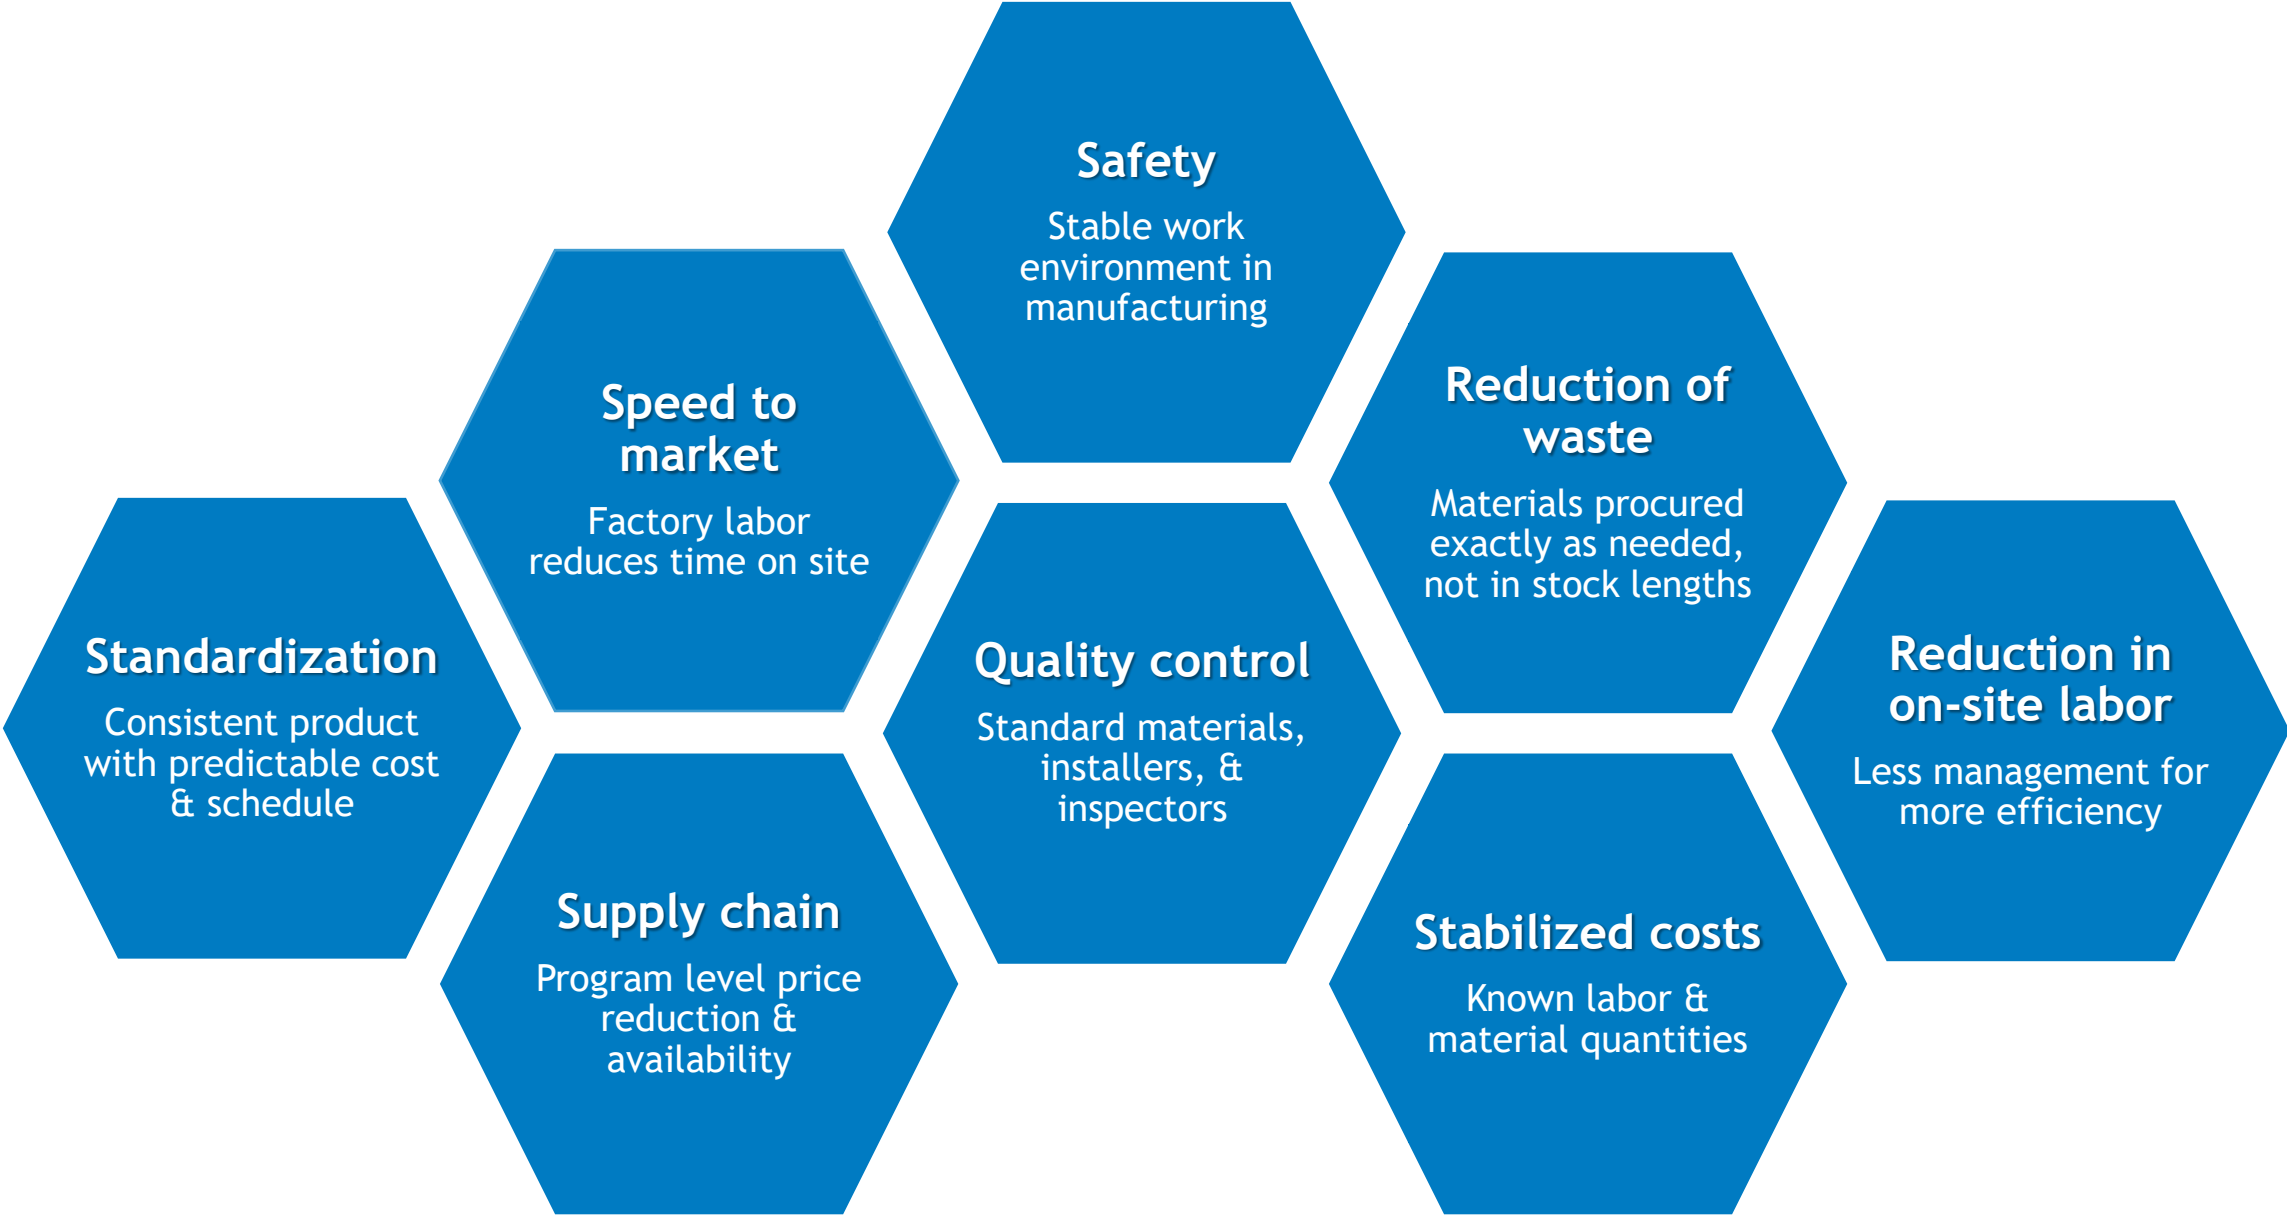 Safety
Stable work
environment in
manufacturing
Speed to
market
Factory labor
reduces time on site
Reduction of
waste
Materials procured
exactly as needed,
not in stock lengths
Standardization
Consistent product
with predictable cost
& schedule
Quality control
Standard materials,
installers, &
inspectors
Reduction in
on-site labor
Less management for
more efficiency
Supply chain
Program level price
reduction &
availability
Stabilized costs
Known labor &
material quantities